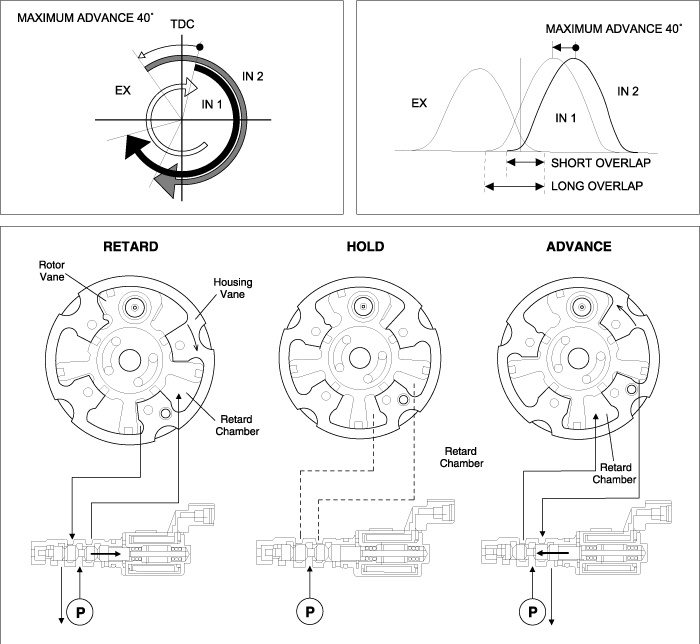 MAXIMUM ADVANCE 40°
TDC
EX
IN 1
IN 2
MAXIMUM ADVANCE 40°
EX
IN 1
IN 2
SHORT OVERLAP
LONG OVERLAP
RETARD
HOLD
ADVANCE
Rotor
Vane
Housing
Vane
Retard
Chamber
Retard
Chamber
Retard
Chamber
P
P
P